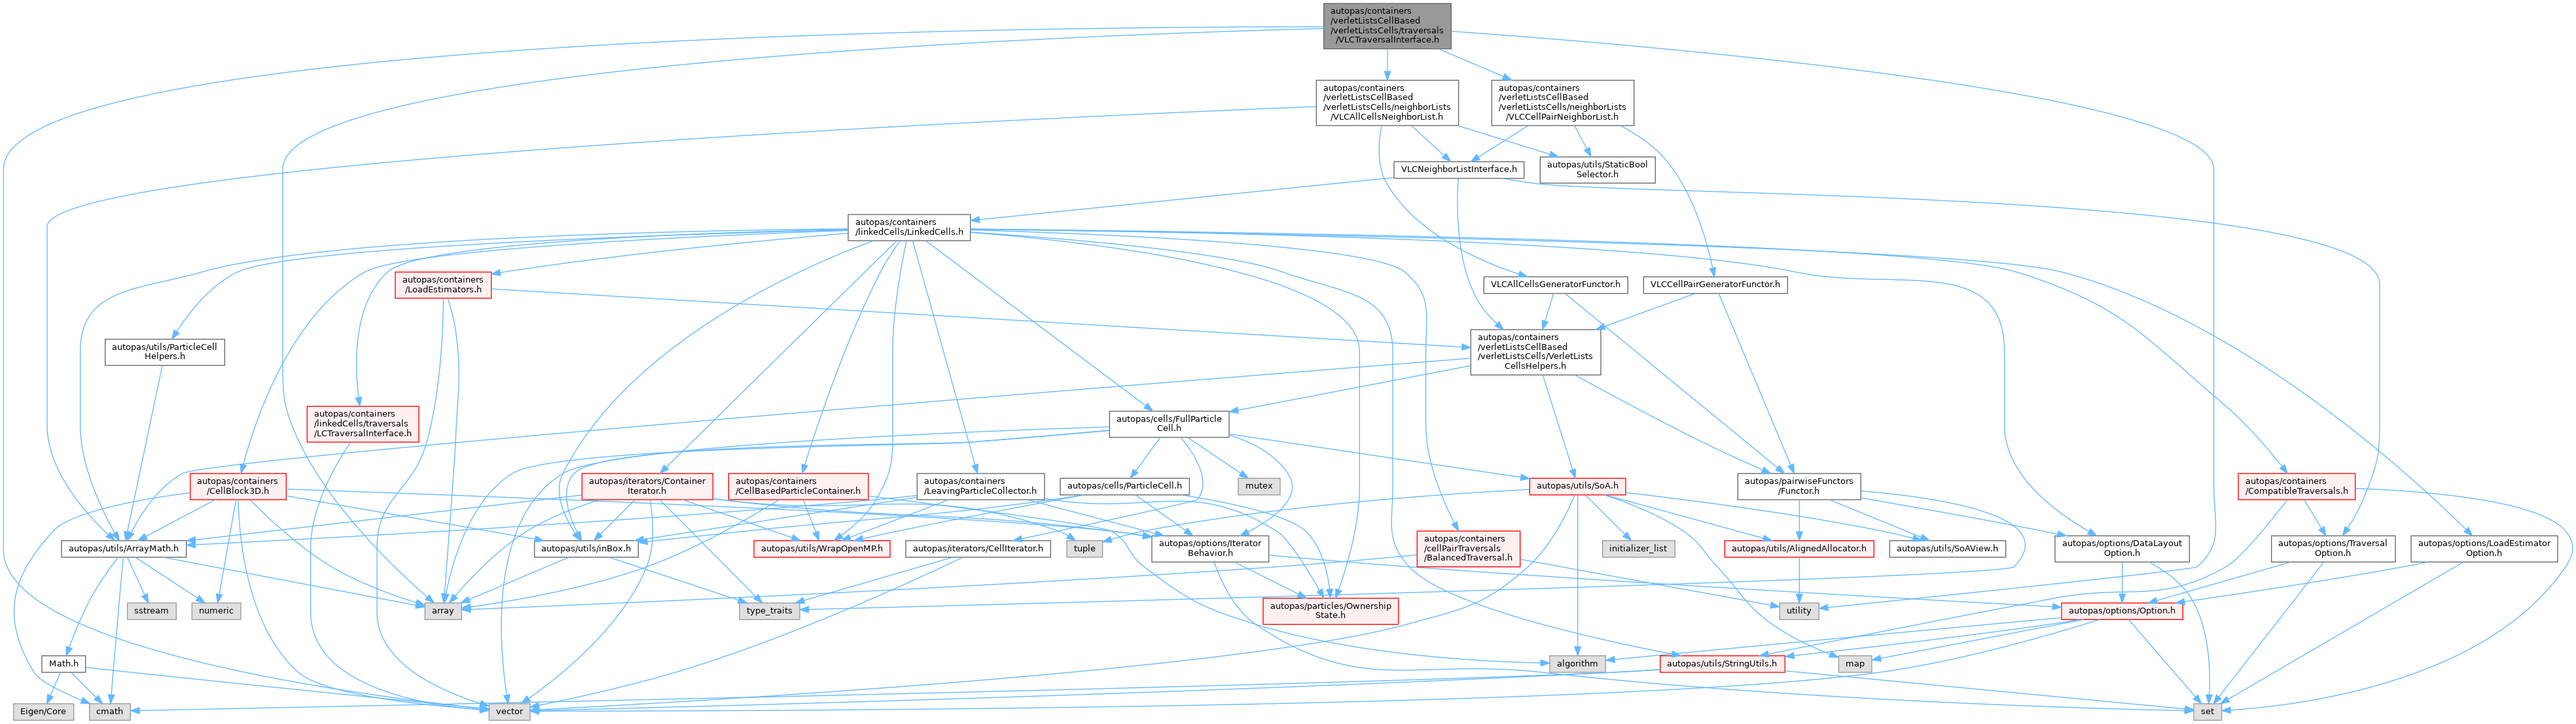 autopas/containers
/verletListsCellBased
/verletListsCells/traversals
/VLCTraversalInterface.h
autopas/containers
/verletListsCellBased
/verletListsCells/neighborLists
/VLCAllCellsNeighborList.h
autopas/containers
/verletListsCellBased
/verletListsCells/neighborLists
/VLCCellPairNeighborList.h
VLCNeighborListInterface.h
autopas/utils/StaticBool
Selector.h
autopas/containers
/linkedCells/LinkedCells.h
autopas/containers
/LoadEstimators.h
VLCAllCellsGeneratorFunctor.h
VLCCellPairGeneratorFunctor.h
autopas/utils/ParticleCell
Helpers.h
autopas/containers
/verletListsCellBased
/verletListsCells/VerletLists
CellsHelpers.h
autopas/containers
/linkedCells/traversals
/LCTraversalInterface.h
autopas/cells/FullParticle
Cell.h
autopas/containers
/CellBlock3D.h
autopas/iterators/Container
Iterator.h
autopas/containers
/CellBasedParticleContainer.h
autopas/containers
/LeavingParticleCollector.h
autopas/cells/ParticleCell.h
mutex
autopas/utils/SoA.h
autopas/pairwiseFunctors
/Functor.h
autopas/containers
/CompatibleTraversals.h
autopas/utils/ArrayMath.h
autopas/utils/inBox.h
autopas/utils/WrapOpenMP.h
autopas/iterators/CellIterator.h
tuple
autopas/options/Iterator
Behavior.h
autopas/containers
/cellPairTraversals
/BalancedTraversal.h
initializer_list
autopas/utils/AlignedAllocator.h
autopas/utils/SoAView.h
autopas/options/DataLayout
Option.h
autopas/options/Traversal
Option.h
autopas/options/LoadEstimator
Option.h
sstream
numeric
array
type_traits
autopas/particles/Ownership
State.h
utility
autopas/options/Option.h
Math.h
algorithm
autopas/utils/StringUtils.h
map
Eigen/Core
cmath
vector
set